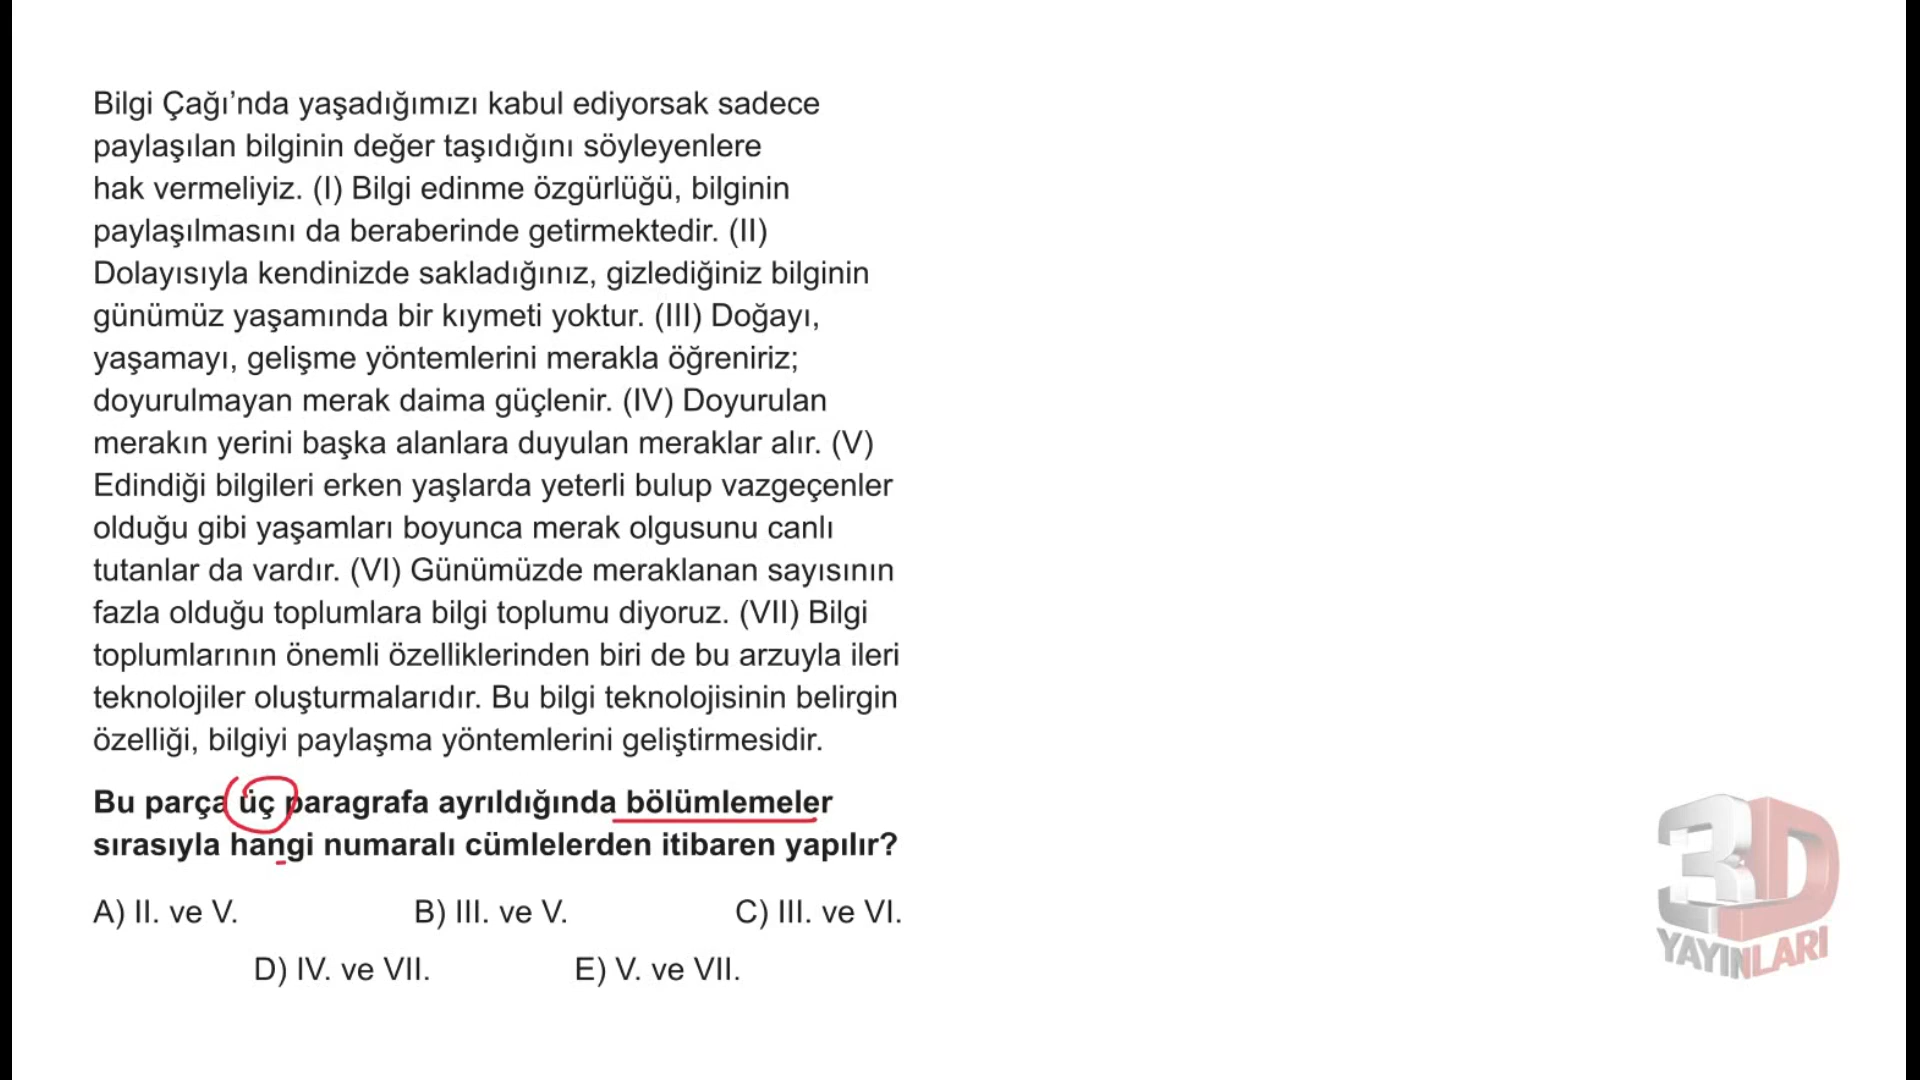 Bilgi Çağı’nda yaşadığımızı kabul ediyorsak sadece
paylaşılan bilginin değer taşıdığını söyleyenlere
hak vermeliyiz. (I) Bilgi edinme özgürlüğü, bilginin
paylaşılmasını da beraberinde getirmektedir. (II)
Dolayısıyla kendinizde sakladığınız, gizlediğiniz bilginin
günümüz yaşamında bir kıymeti yoktur. (III) Doğayı,
yaşamayı, gelişme yöntemlerini merakla öğreniriz;
doyurulmayan merak daima güçlenir. (IV) Doyurulan
merakın yerini başka alanlara duyulan meraklar alır. (V)
Edindiği bilgileri erken yaşlarda yeterli bulup vazgeçenler
olduğu gibi yaşamları boyunca merak olgusunu canlı
tutanlar da vardır. (VI) Günümüzde meraklanan sayısının
fazla olduğu toplumlara bilgi toplumu diyoruz. (VII) Bilgi
toplumlarının önemli özelliklerinden biri de bu arzuyla ileri
teknolojiler oluşturmalarıdır. Bu bilgi teknolojisinin belirgin
özelliği, bilgiyi paylaşma yöntemlerini geliştirmesidir.
Bu parça üç paragrafa ayrıldığında bölümlemeler
sırasıyla hangi numaralı cümlelerden itibaren yapılır?
A) II. ve V. B) III. ve V. C) III. ve VI.
D) IV. ve VII. E) V. ve VII.
3D
YAYINLARI